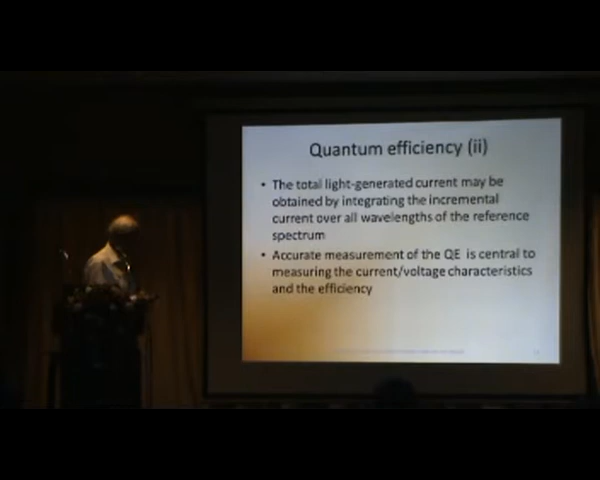 Quantum efficiency (ii)
• The total light-generated current may be
obtained by integrating the incremental
current over all wavelengths of the reference
spectrum
• Accurate measurement of the QE is central to
measuring the current/voltage characteristics
and the efficiency